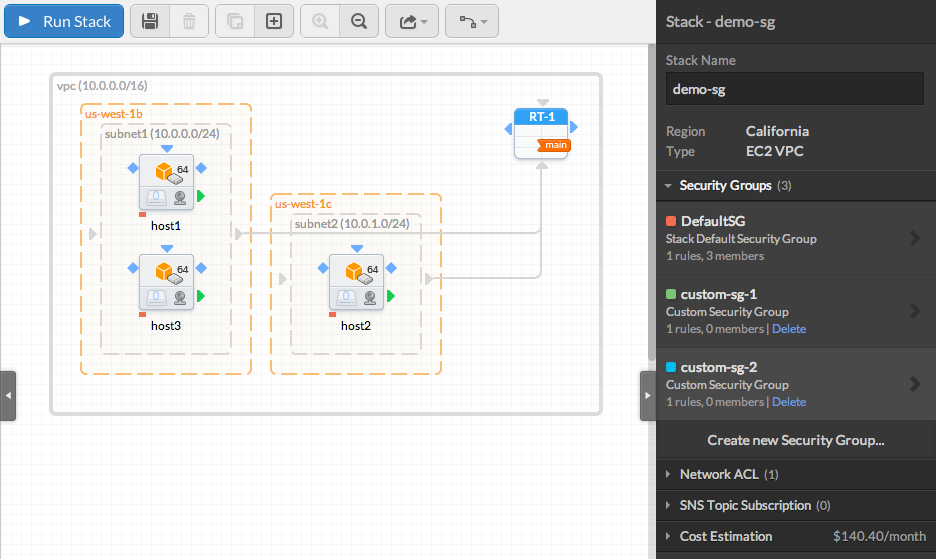 Run Stack
vpc (10.0.0.0/16)
us-west-1b
subnet1 (10.0.0.0/24)
64
host1
64
host3
us-west-1c
subnet2 (10.0.1.0/24)
64
host2
RT-1
main
Stack - demo-sg
Stack Name
demo-sg
Region California
Type EC2 VPC
Security Groups (3)
DefaultSG
Stack Default Security Group
1 rules, 3 members
custom-sg-1
Custom Security Group
1 rules, 0 members | Delete
custom-sg-2
Custom Security Group
1 rules, 0 members | Delete
Create new Security Group...
Network ACL (1)
SNS Topic Subscription (0)
Cost Estimation $140.40/month